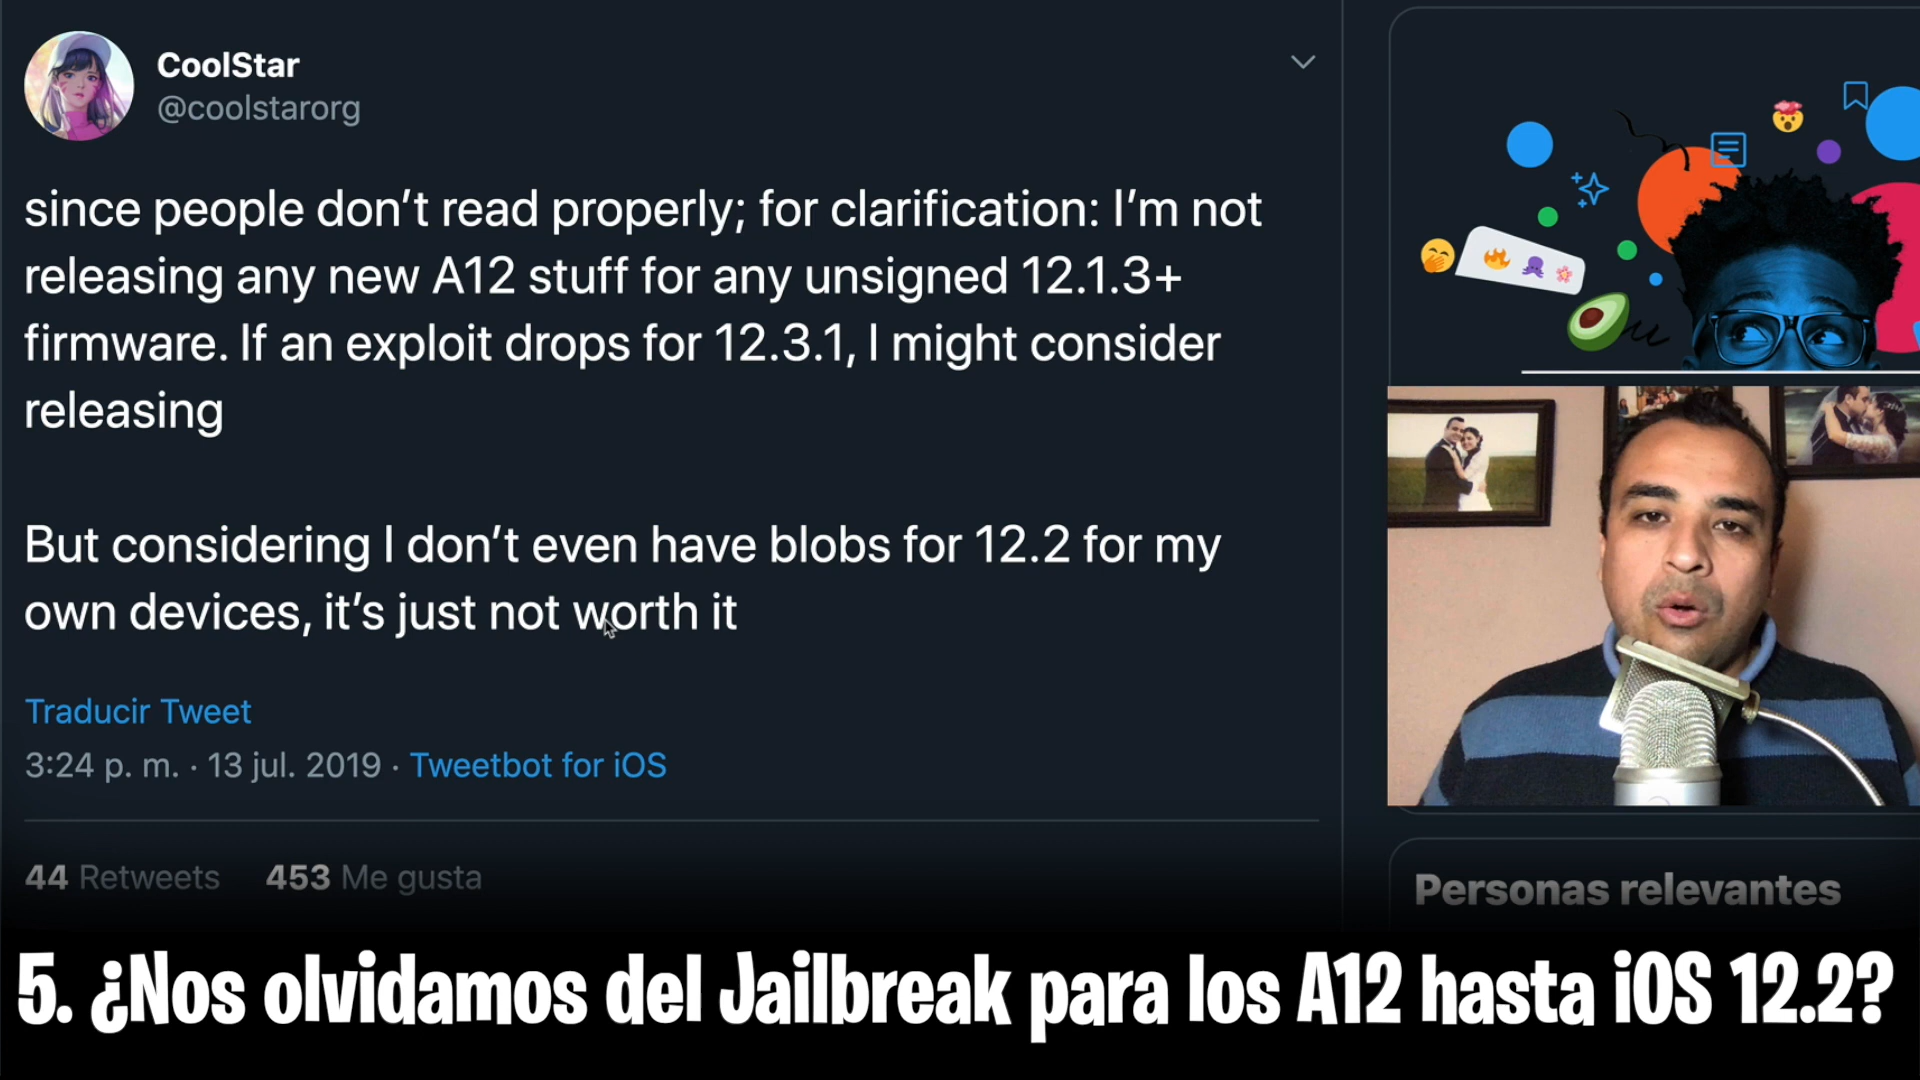 CoolStar
@coolstarorg
since people don’t read properly; for clarification: I’m not
releasing any new A12 stuff for any unsigned 12.1.3+
firmware. If an exploit drops for 12.3.1, I might consider
releasing
But considering I don’t even have blobs for 12.2 for my
own devices, it’s just not worth it
Traducir Tweet
3:24 p. m. · 13 jul. 2019 · Tweetbot for iOS
44 Retweets 453 Me gusta
Personas relevantes
5. ¿Nos olvidamos del Jailbreak para los A12 hasta iOS 12.2?